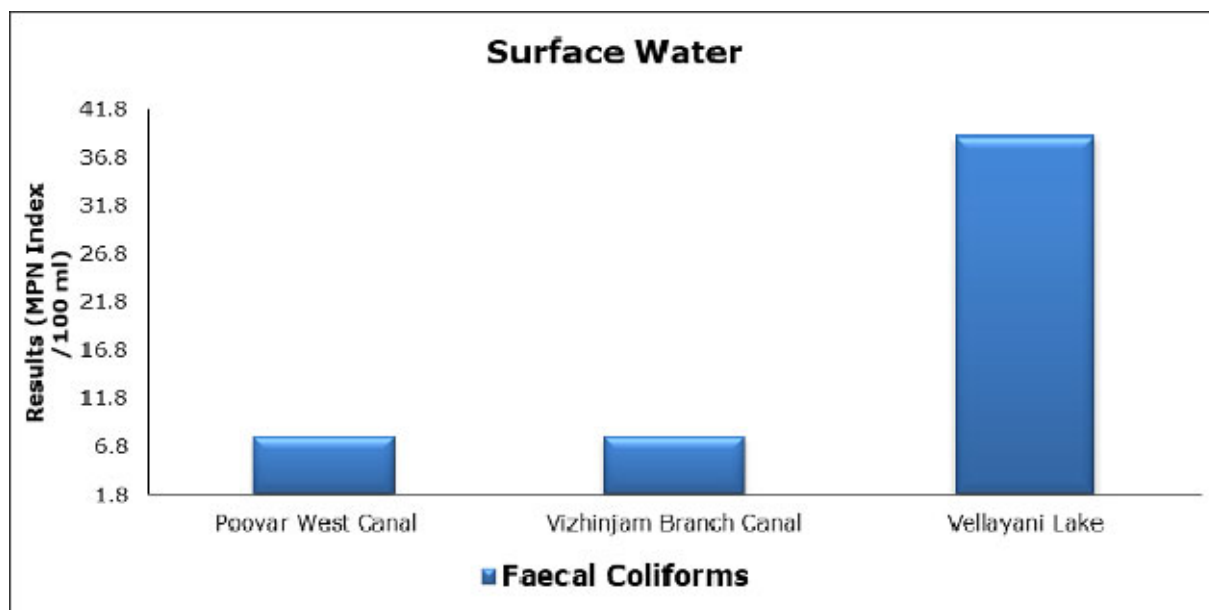 Surface Water
Results (MPN Index
/100 ml)
41.8
36.8
31.8
26.8
21.8
16.8
11.8
6.8
1.8
Poovar West Canal
Vizhinjam Branch Canal
Vellayani Lake
Faecal Coliforms